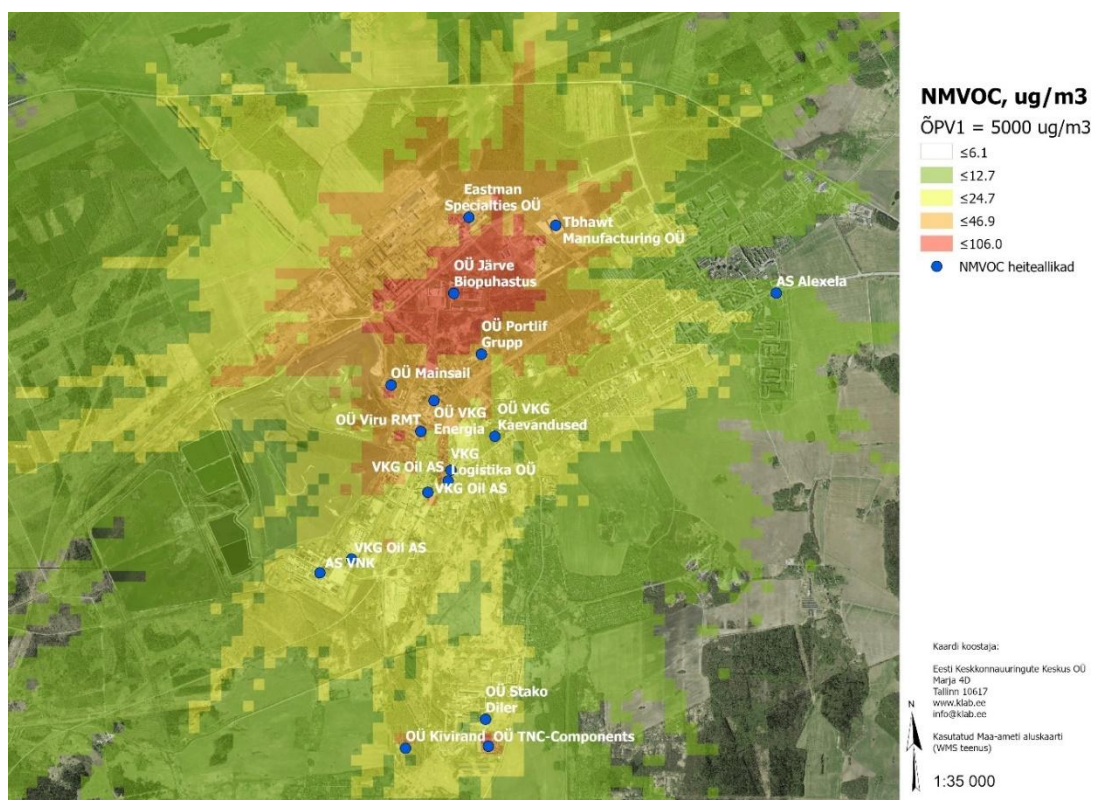 Eastman
Specialties OÜ
Tbhawt
Manufacturing OÜ
OÜ Järve
Biopuhastus
AS Alexela
OÜ Portlif
Grupp
OÜ Mainsail
OÜ VKG
Energia
OÜ VKG
Kaevandused
OÜ Viru RMT
VKG
Logistika OÜ
VKG Oil AS
VKG Oil AS
VKG Oil AS
AS VNK
OÜ Stako
Diler
OÜ Kivirand
OÜ TNC-Components
NMVOC, ug/m3
ÕPV1 = 5000 ug/m3
≤6.1
≤12.7
≤24.7
≤46.9
≤106.0
NMVOC heiteallikad
Kaardi koostaja:
Eesti Keskkonnauuringute Keskus OÜ
Marja 4D
Tallinn 10617
www.klab.ee
info@klab.ee
Kasutatud Maa-ameti aluskaarti
(WMS teenus)
N
1:35 000